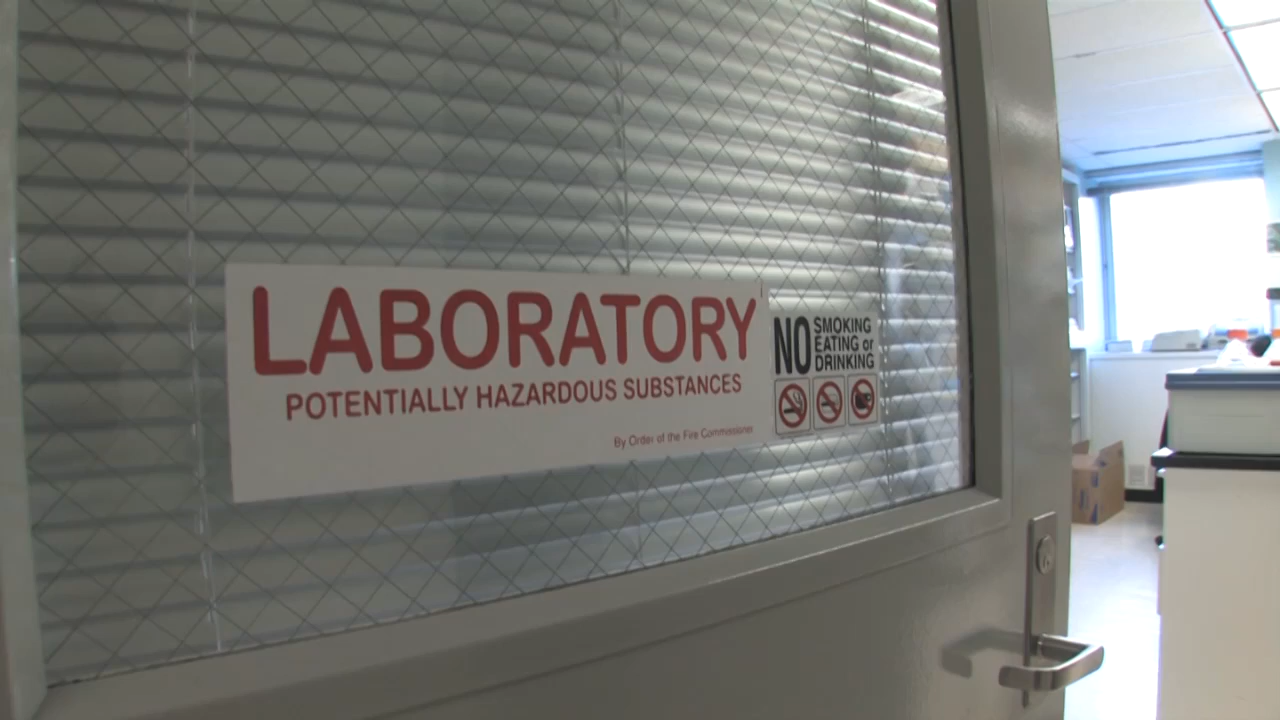 LABORATORY
POTENTIALLY HAZARDOUS SUBSTANCES
By Order of the Fire Commissioner
NO SMOKING
EATING or
DRINKING